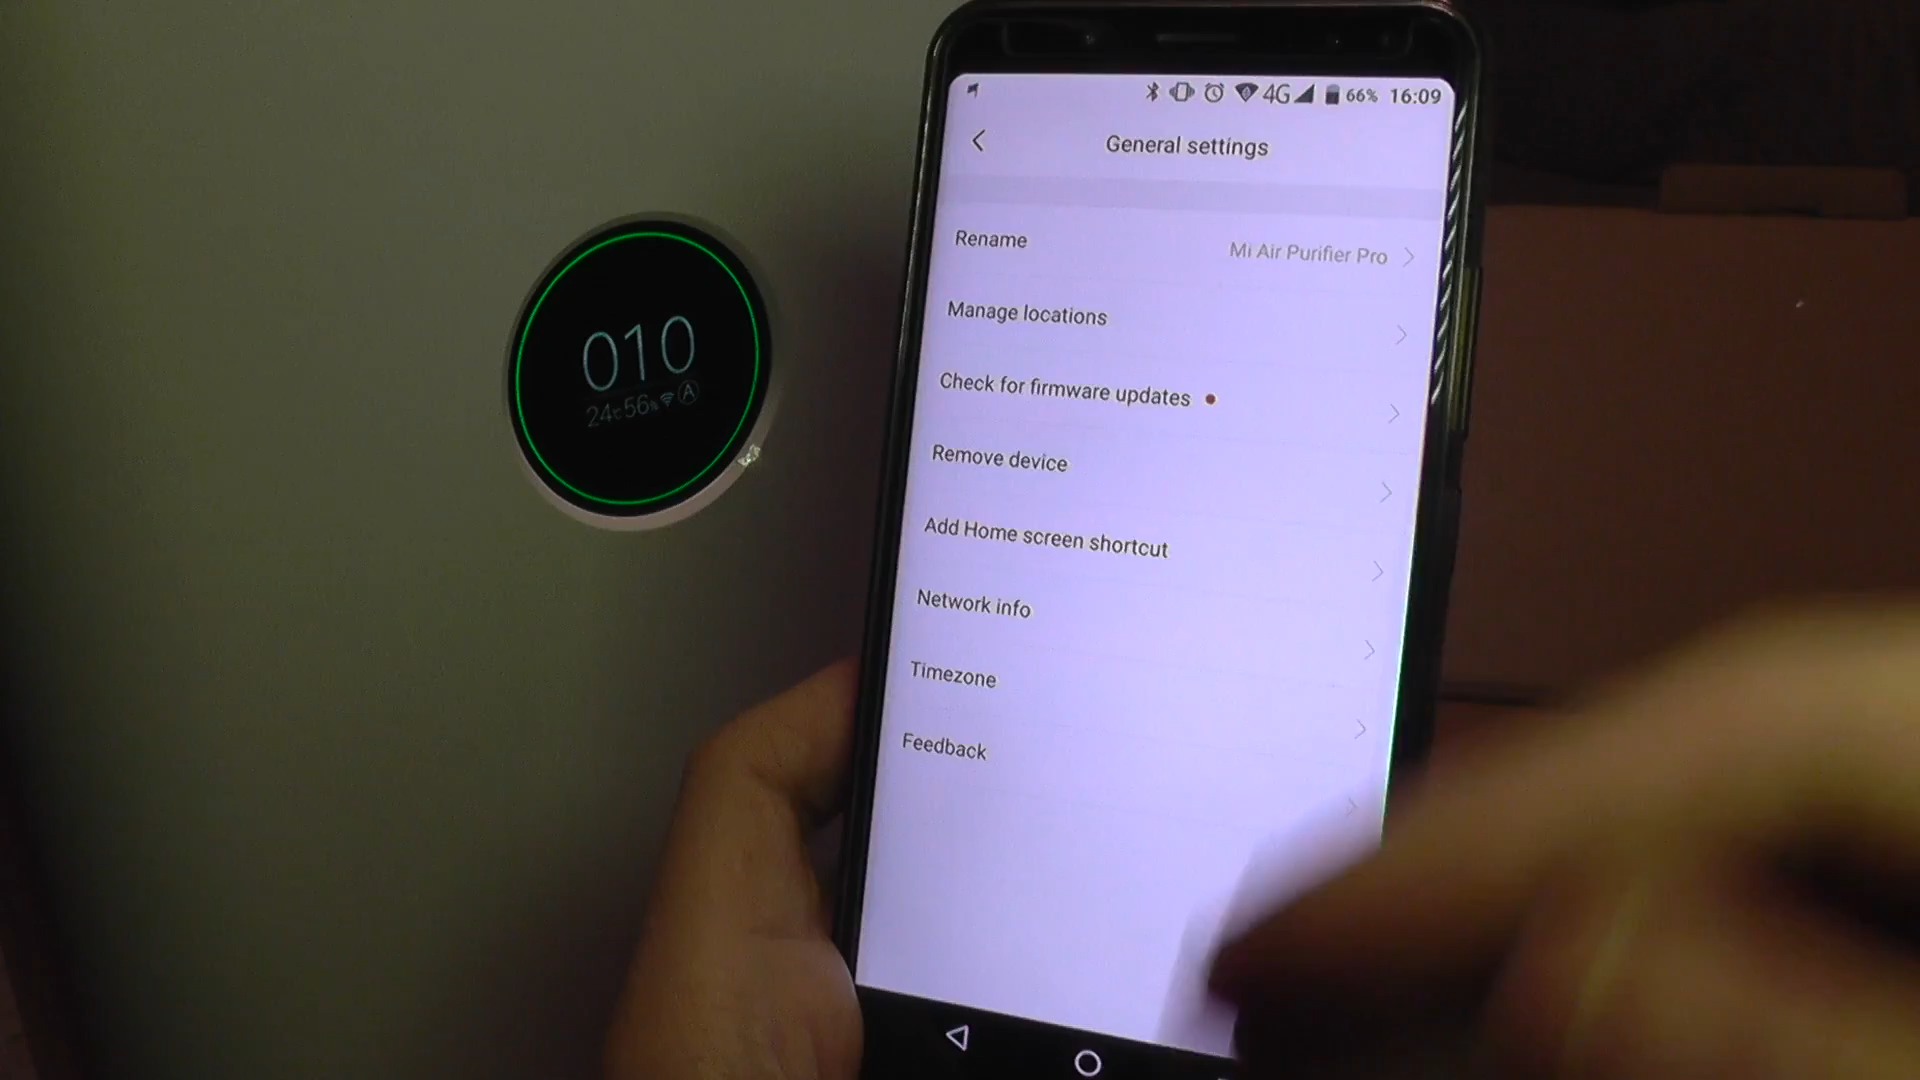 010
24°C 56% A
4G 66% 16:09
General settings
Rename Mi Air Purifier Pro
Manage locations
Check for firmware updates
Remove device
Add Home screen shortcut
Network info
Timezone
Feedback